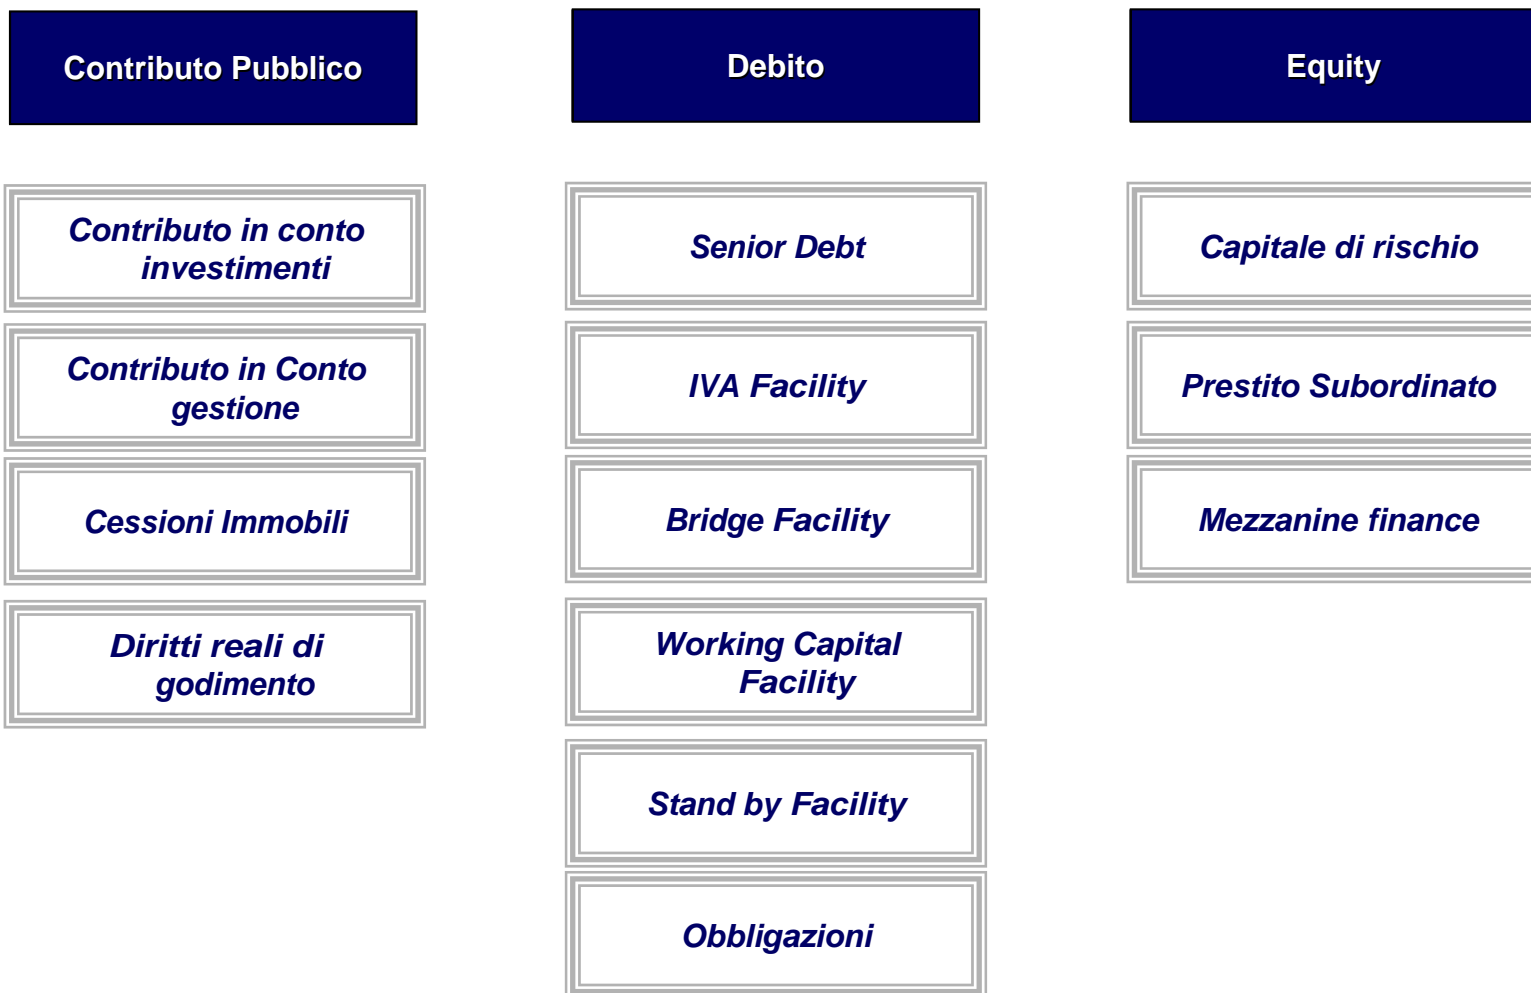 Contributo Pubblico
Debito
Equity
Contributo in conto
investimenti
Contributo in Conto
gestione
Cessioni Immobili
Diritti reali di
godimento
Senior Debt
IVA Facility
Bridge Facility
Working Capital
Facility
Stand by Facility
Obbligazioni
Capitale di rischio
Prestito Subordinato
Mezzanine finance